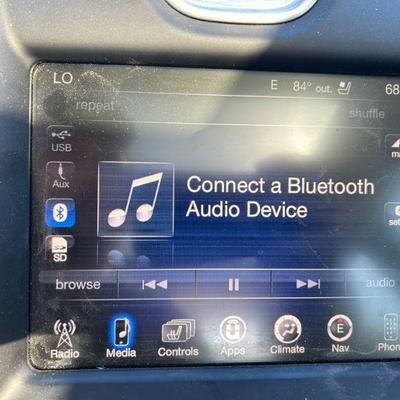 LO E 84° out. 68
repeat shuffle
USB
Aux
SD
Connect a Bluetooth
Audio Device
browse audio
Radio Media Controls Apps Climate E Nav Phon